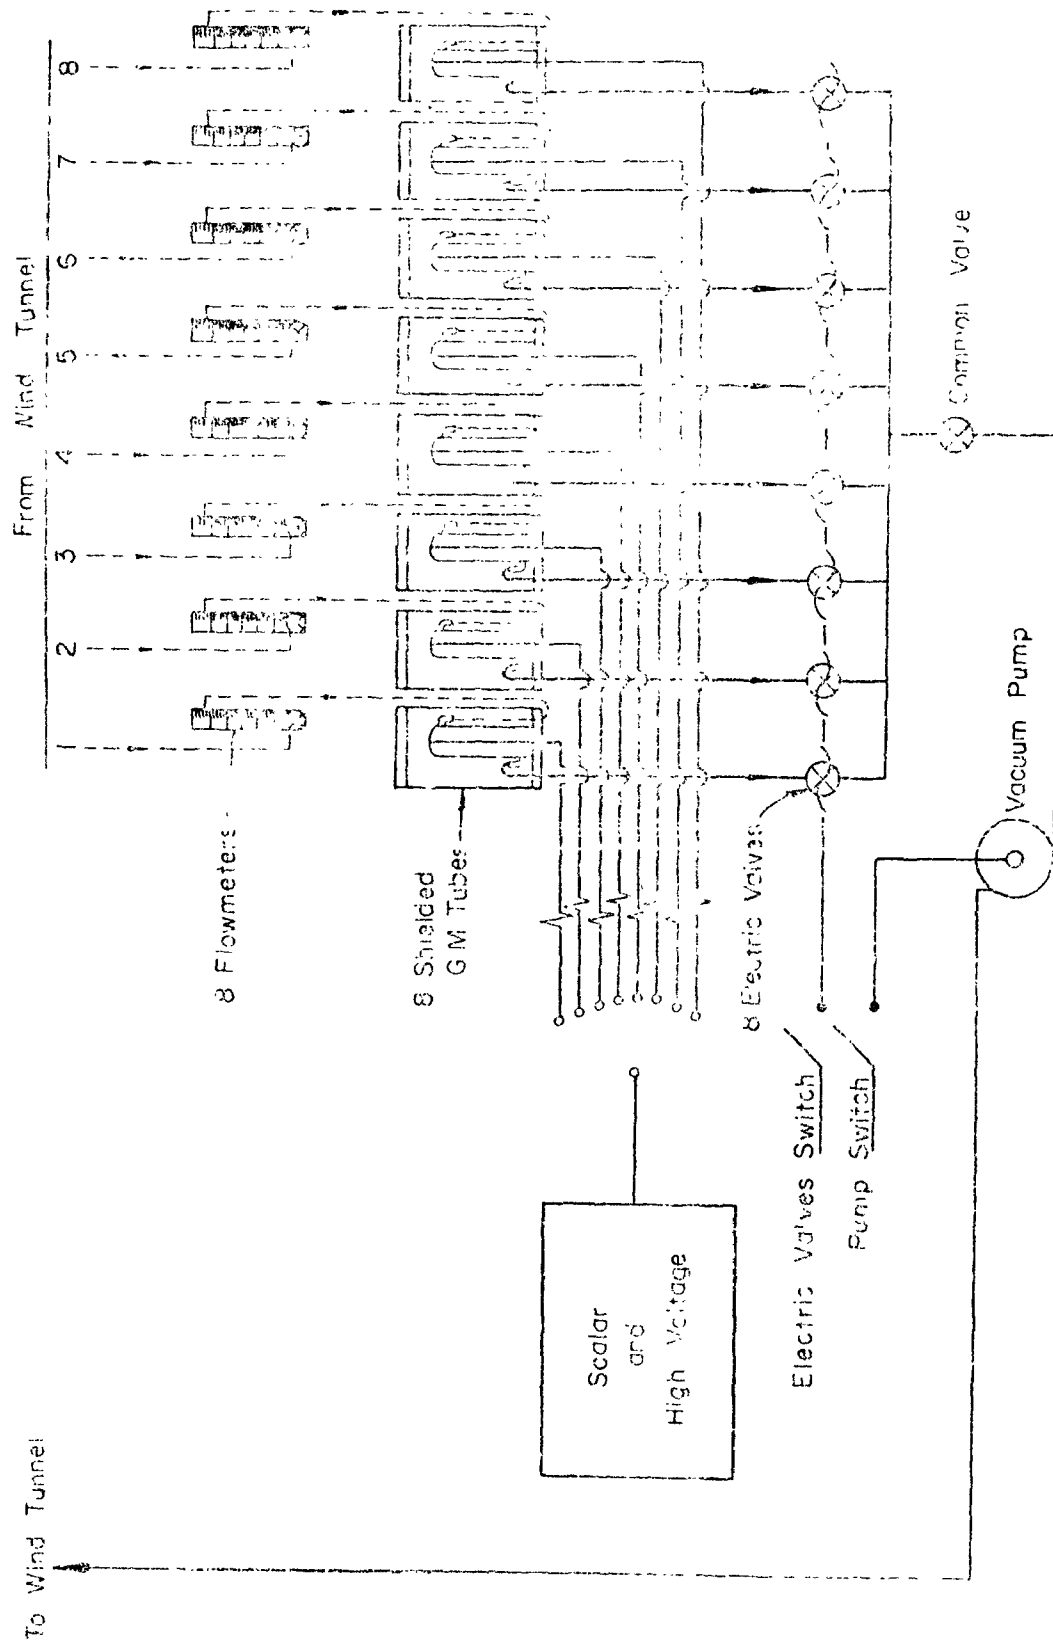 To Wind Tunnel
From Wind Tunnel
1 2 3 4 5 6 7 8
8 Flowmeters
8 Shielded
G M Tubes
Scalar
and
High Voltage
8 Electric Valves
Electric Valves Switch
Pump Switch
Common Valve
Vacuum Pump